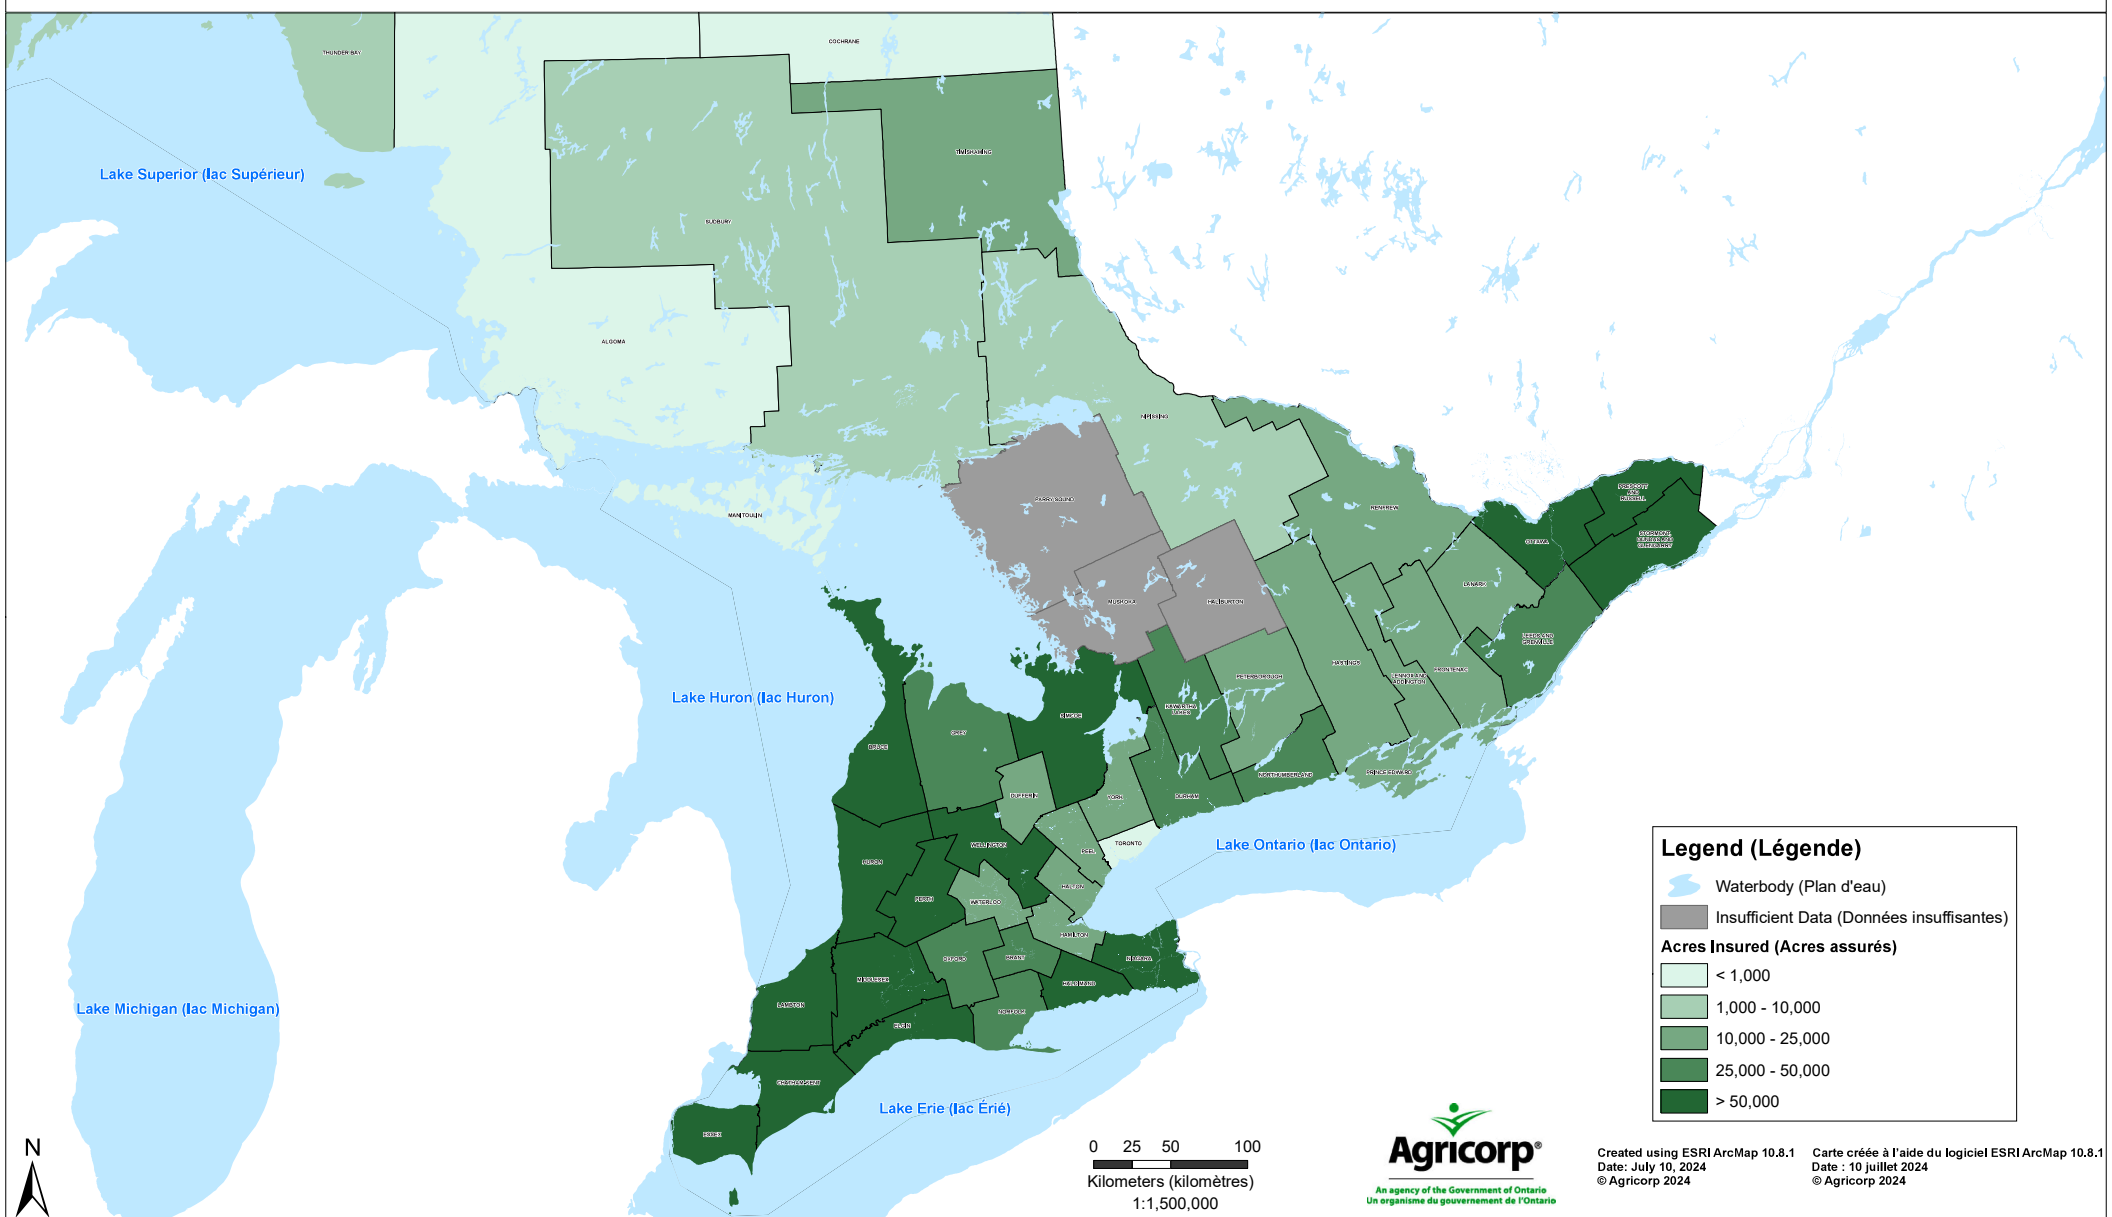 THUNDER BAY
COCHRANE
TIMISKAMING
Lake Superior (lac Supérieur)
SUDBURY
ALGOMA
NIPISSING
PARRY SOUND
MANITOULIN
RENFREW
PRESCOTT
AND
RUSSELL
STORMONT,
DUNDAS AND
GLENGARRY
OTTAWA
LANARK
MUSKOKA
HALIBURTON
LEEDS AND
GRENVILLE
HASTINGS
FRONTENAC
LENNOX AND
ADDINGTON
PETERBOROUGH
Lake Huron (lac Huron)
KAWARTHA
LAKES
SIMCOE
GREY
BRUCE
NORTHUMBERLAND
PRINCE EDWARD
DUFFERIN
YORK
DURHAM
TORONTO
Lake Ontario (lac Ontario)
WELLINGTON
PEEL
HURON
HALTON
PERTH
WATERLOO
HAMILTON
OXFORD
BRANT
NIAGARA
MIDDLESEX
HALDIMAND
LAMBTON
NORFOLK
ELGIN
Lake Michigan (lac Michigan)
CHATHAM-KENT
Lake Erie (lac Érié)
ESSEX
Legend (Légende)
Waterbody (Plan d'eau)
Insufficient Data (Données insuffisantes)
Acres Insured (Acres assurés)
< 1,000
1,000 - 10,000
10,000 - 25,000
25,000 - 50,000
> 50,000
N
0 25 50 100
Kilometers (kilomètres)
1:1,500,000
Agricorp®
An agency of the Government of Ontario
Un organisme du gouvernement de l'Ontario
Created using ESRI ArcMap 10.8.1
Date: July 10, 2024
© Agricorp 2024
Carte créée à l'aide du logiciel ESRI ArcMap 10.8.1
Date : 10 juillet 2024
© Agricorp 2024